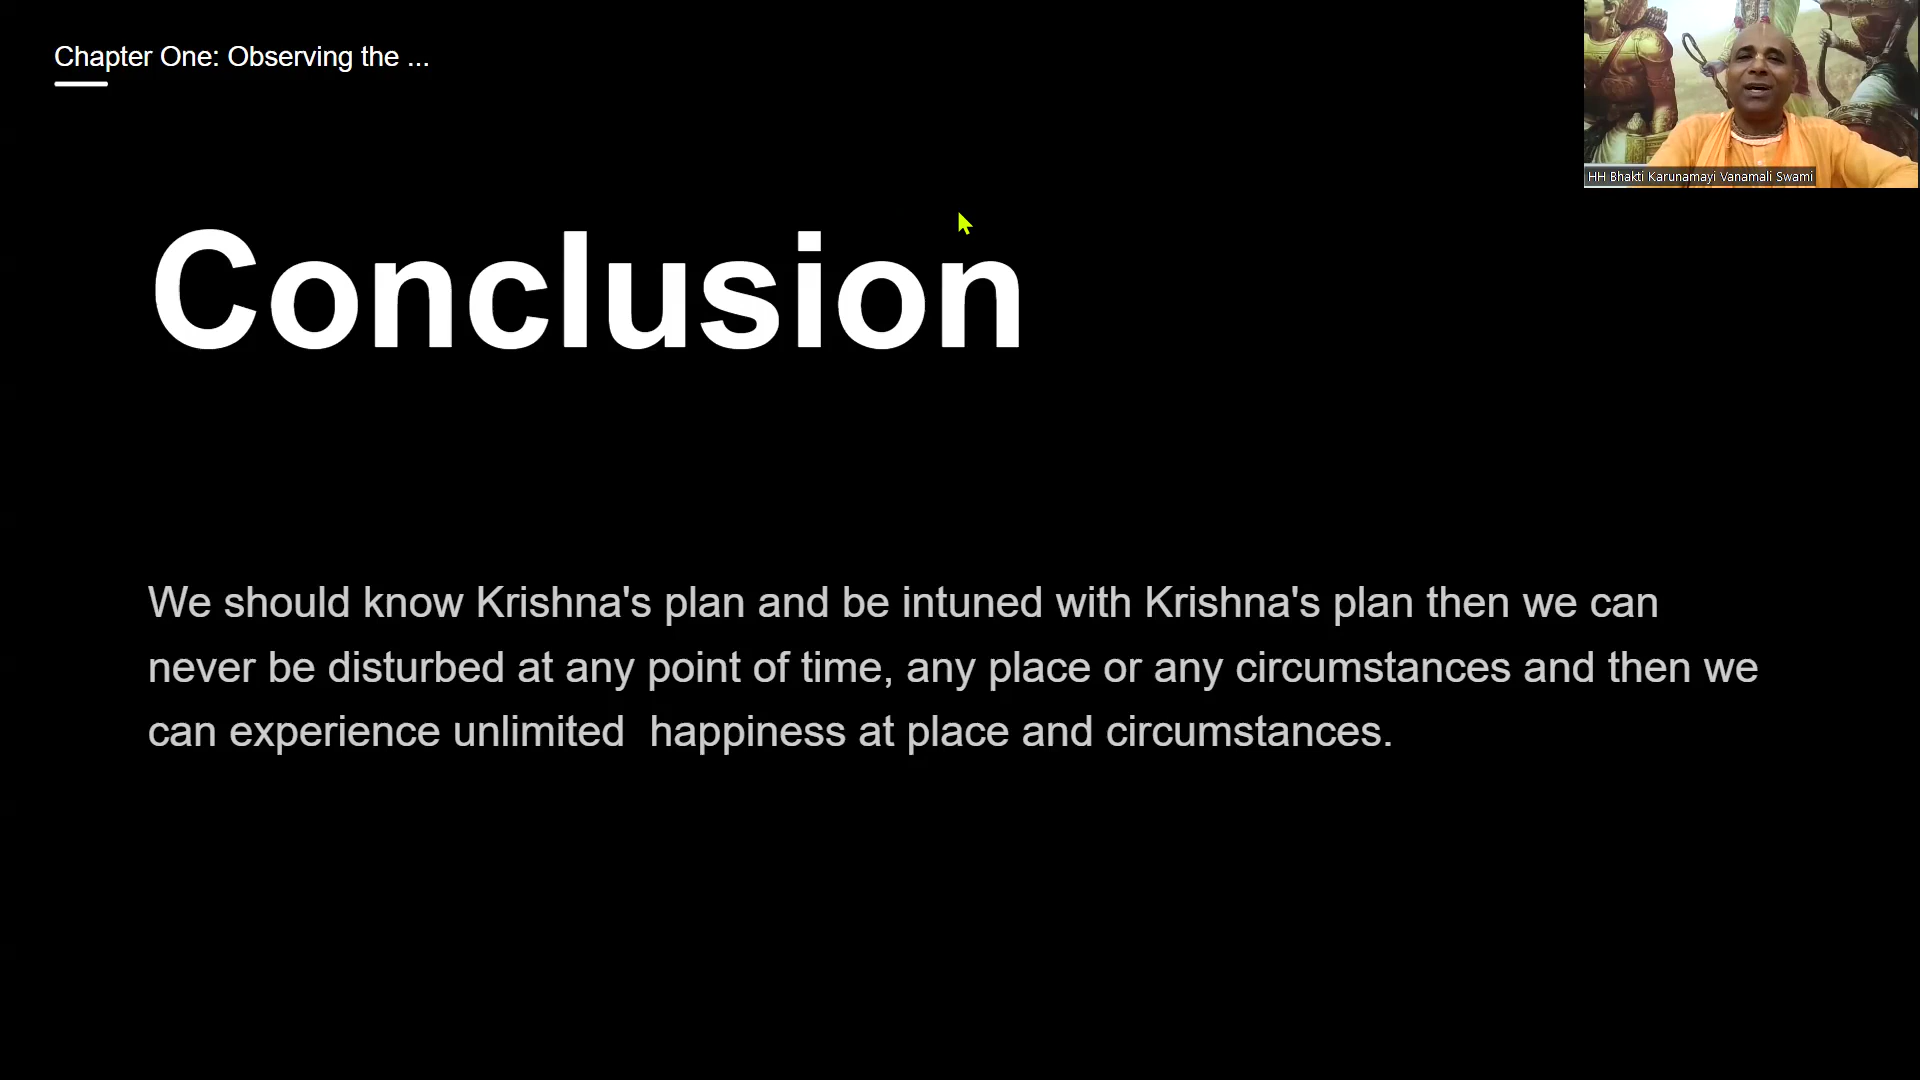 Chapter One: Observing the ...
HH Bhakti Karunamayi Vanamali Swami
Conclusion
We should know Krishna's plan and be intuned with Krishna's plan then we can
never be disturbed at any point of time, any place or any circumstances and then we
can experience unlimited  happiness at place and circumstances.